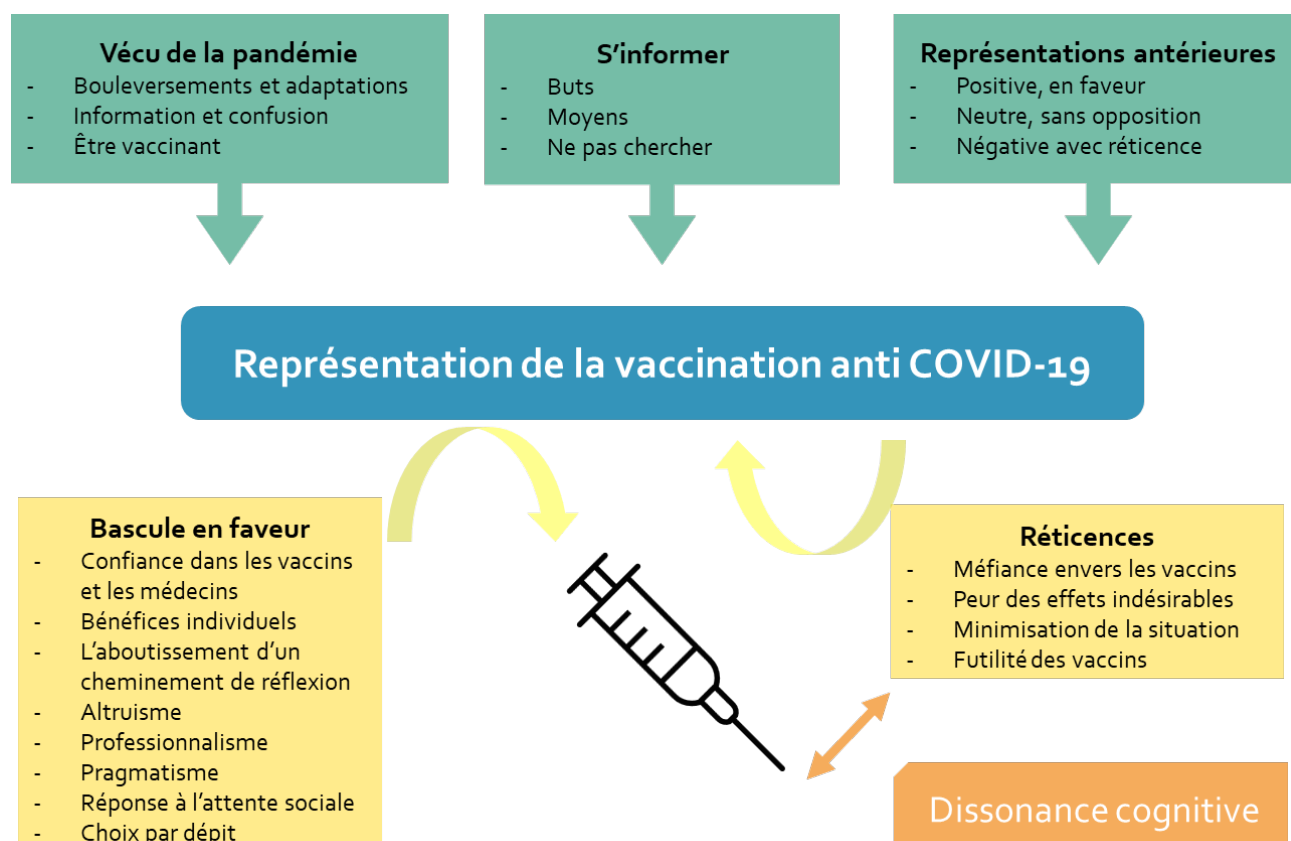 Vécu de la pandémie
- Bouleversements et adaptations
- Information et confusion
- Être vaccinant
S'informer
- Buts
- Moyens
- Ne pas chercher
Représentations antérieures
- Positive, en faveur
- Neutre, sans opposition
- Négative avec réticence
Représentation de la vaccination anti COVID-19
Bascule en faveur
- Confiance dans les vaccins
et les médecins
- Bénéfices individuels
- L'aboutissement d'un
cheminement de réflexion
- Altruisme
- Professionnalisme
- Pragmatisme
- Réponse à l'attente sociale
- Choix par dépit
Réticences
- Méfiance envers les vaccins
- Peur des effets indésirables
- Minimisation de la situation
- Futilité des vaccins
Dissonance cognitive